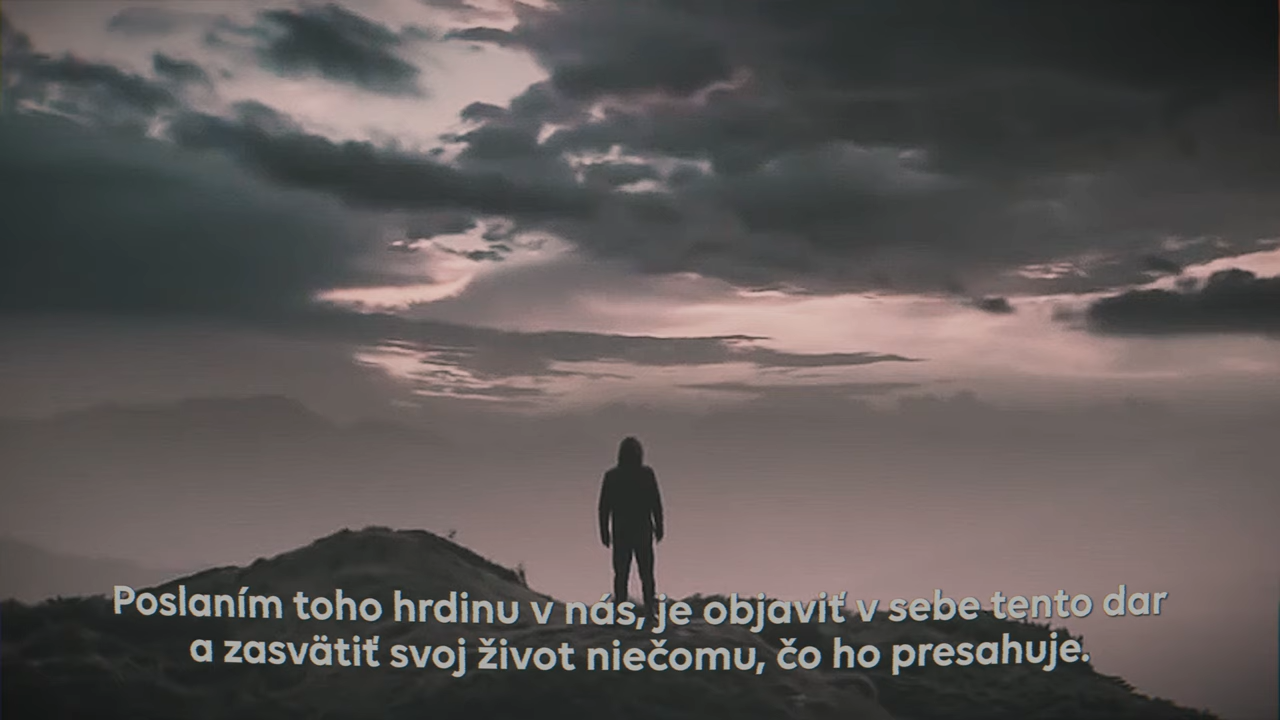 Poslaním toho hrdinu v nás, je objaviť v sebe tento dar
a zasvätiť svoj život niečomu, čo ho presahuje.